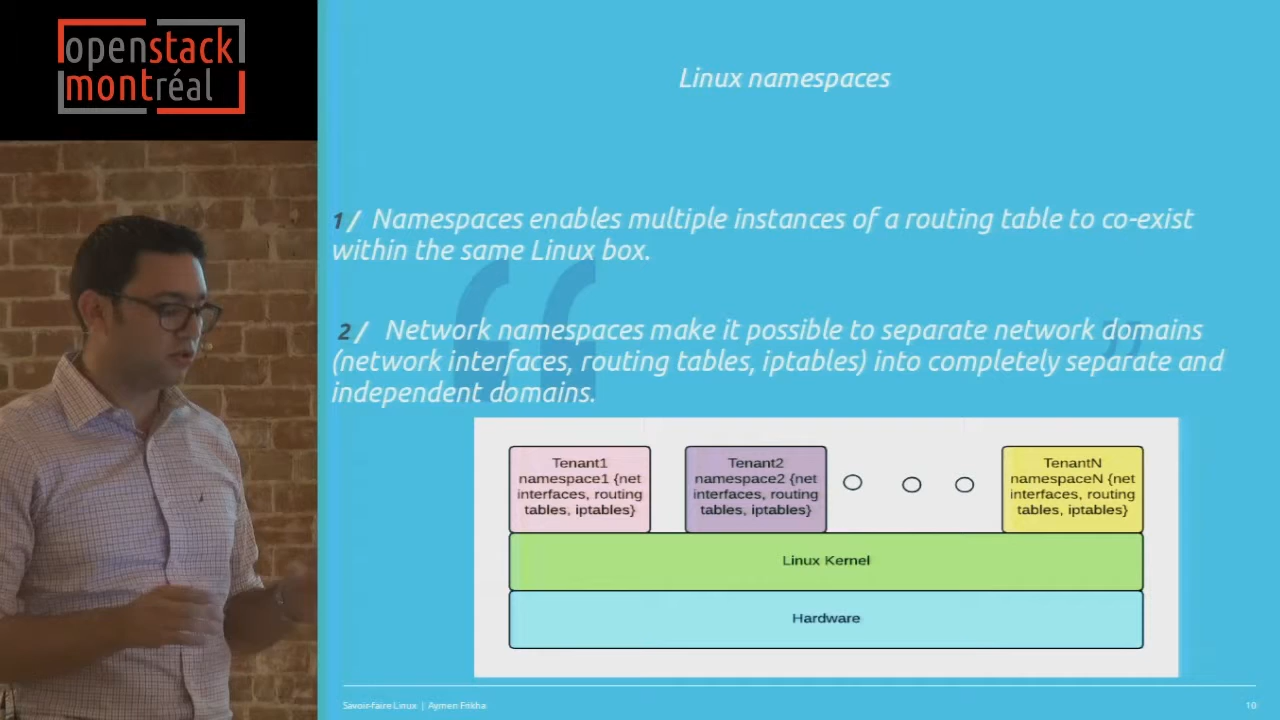 openstack
montréal
Linux namespaces
1 / Namespaces enables multiple instances of a routing table to co-exist
within the same Linux box.
2 / Network namespaces make it possible to separate network domains
(network interfaces, routing tables, iptables) into completely separate and
independent domains.
Tenant1
namespace1 {net
interfaces, routing
tables, iptables}
Tenant2
namespace2 {net
interfaces, routing
tables, iptables}
TenantN
namespaceN {net
interfaces, routing
tables, iptables}
Linux Kernel
Hardware
Savoir-faire Linux | Aymen Frikha
10